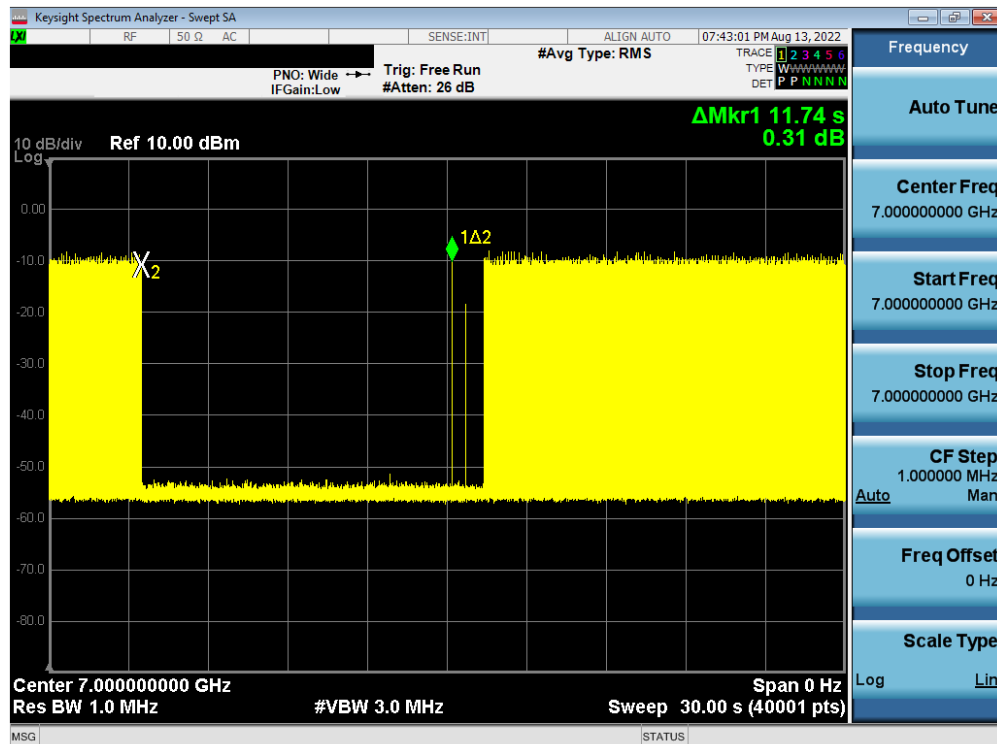 Keysight Spectrum Analyzer - Swept SA
LXI RF 50 Ω AC SENSE:INT ALIGN AUTO 07:43:01 PM Aug 13, 2022
#Avg Type: RMS
TRACE 1 2 3 4 5 6
TYPE WWWWWW
DET P P N N N N
PNO: Wide
IFGain:Low
Trig: Free Run
#Atten: 26 dB
ΔMkr1 11.74 s
0.31 dB
10 dB/div Ref 10.00 dBm
Log
0.00
-10.0
-20.0
-30.0
-40.0
-50.0
-60.0
-70.0
-80.0
1Δ2
X2
Center 7.000000000 GHz Span 0 Hz
Res BW 1.0 MHz #VBW 3.0 MHz Sweep 30.00 s (40001 pts)
MSG STATUS
Frequency
Auto Tune
Center Freq
7.000000000 GHz
Start Freq
7.000000000 GHz
Stop Freq
7.000000000 GHz
CF Step
1.000000 MHz
Auto Man
Freq Offset
0 Hz
Scale Type
Log Lin